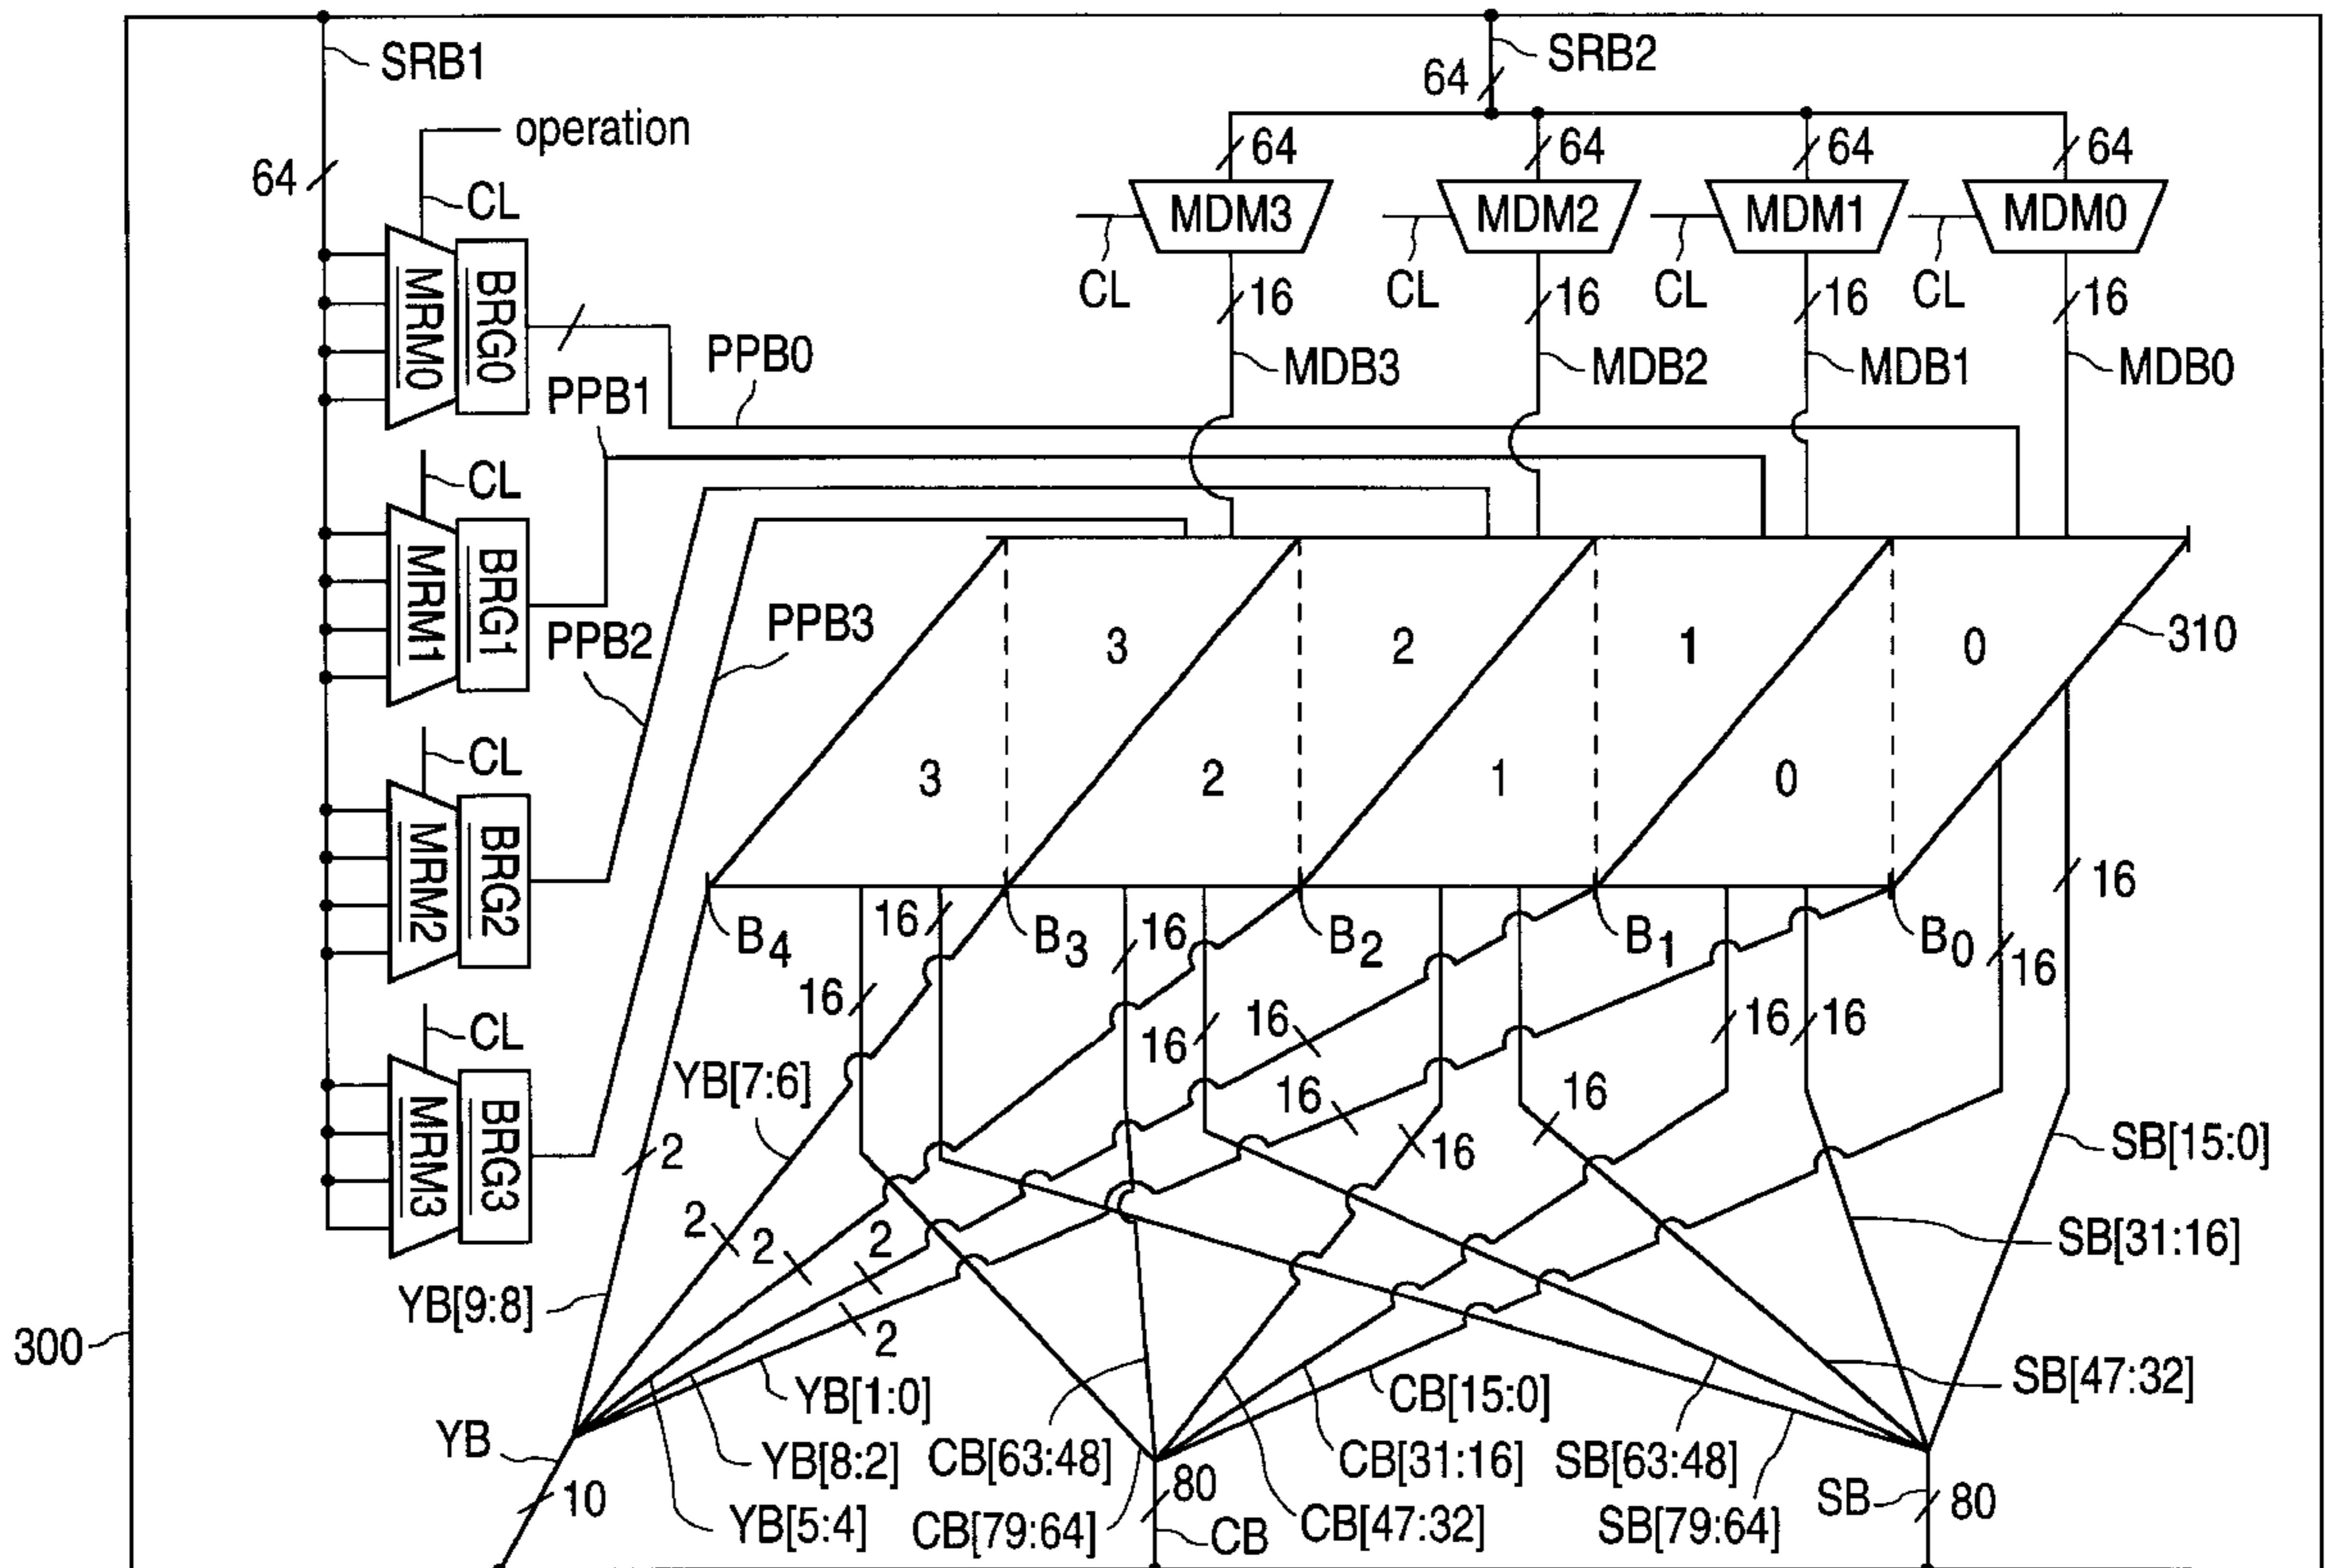 SRB1
SRB2
64
operation
64 64 64 64
64
CL
MDM3 MDM2 MDM1 MDM0
CL CL CL CL
16 16 16 16
MRM0 BRG0
PPB0
MDB3 MDB2 MDB1 MDB0
PPB1
CL
MRM1 BRG1
PPB2
PPB3
3 2 1 0
310
CL
3 2 1 0
MRM2 BRG2
16
B4 16 B3 16 B2 B1 B0
16
16
16 16 16 16
CL
YB[7:6]
16 16
MRM3 BRG3
2
16
SB[15:0]
2 2 2
SB[31:16]
YB[9:8]
2
300
SB[47:32]
YB[1:0]
CB[15:0]
YB
YB[8:2]
CB[63:48]
CB[31:16]
SB[63:48]
10
YB[5:4]
CB[79:64]
80
CB
CB[47:32]
SB[79:64]
SB
80